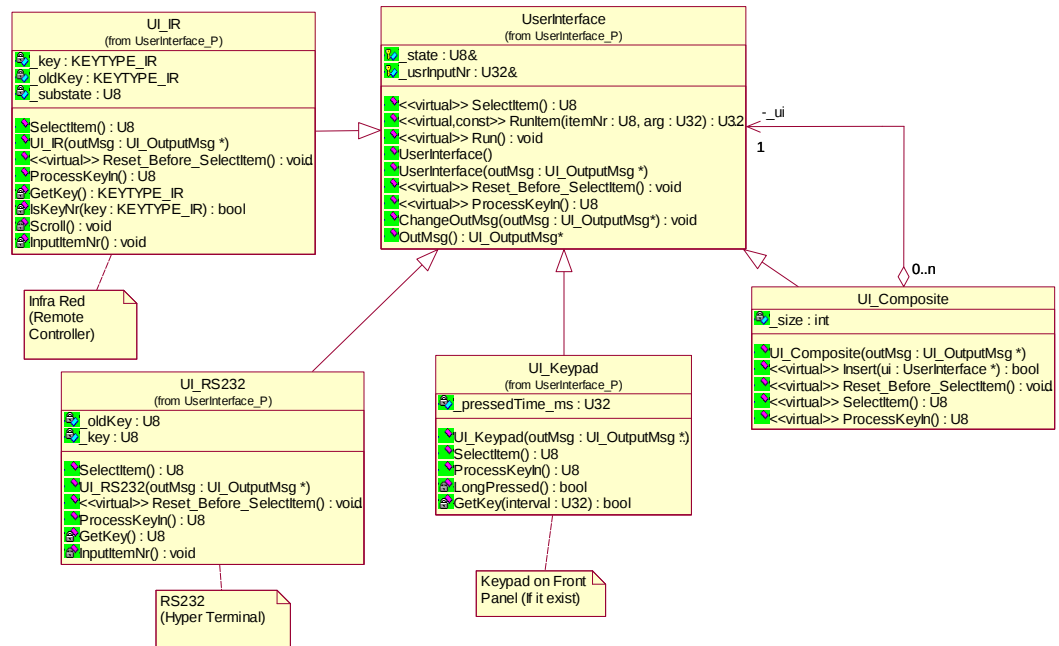 UI_IR
(from UserInterface_P)
_key : KEYTYPE_IR
_oldKey : KEYTYPE_IR
_substate : U8
SelectItem() : U8
UI_IR(outMsg : UI_OutputMsg *)
<<virtual>> Reset_Before_SelectItem() : void
ProcessKeyIn() : U8
GetKey() : KEYTYPE_IR
IsKeyNr(key : KEYTYPE_IR) : bool
Scroll() : void
InputItemNr() : void
Infra Red
(Remote
Controller)
UserInterface
(from UserInterface_P)
_state : U8&
_usrInputNr : U32&
<<virtual>> SelectItem() : U8
<<virtual,const>> RunItem(itemNr : U8, arg : U32) : U32
<<virtual>> Run() : void
UserInterface()
UserInterface(outMsg : UI_OutputMsg *)
<<virtual>> Reset_Before_SelectItem() : void
<<virtual>> ProcessKeyIn() : U8
ChangeOutMsg(outMsg : UI_OutputMsg*) : void
OutMsg() : UI_OutputMsg*
-_ui
1
0..n
UI_Composite
_size : int
UI_Composite(outMsg : UI_OutputMsg *)
<<virtual>> Insert(ui : UserInterface *) : bool
<<virtual>> Reset_Before_SelectItem() : void
<<virtual>> SelectItem() : U8
<<virtual>> ProcessKeyIn() : U8
UI_RS232
(from UserInterface_P)
_oldKey : U8
_key : U8
SelectItem() : U8
UI_RS232(outMsg : UI_OutputMsg *)
<<virtual>> Reset_Before_SelectItem() : void
ProcessKeyIn() : U8
GetKey() : U8
InputItemNr() : void
RS232
(Hyper Terminal)
UI_Keypad
(from UserInterface_P)
_pressedTime_ms : U32
UI_Keypad(outMsg : UI_OutputMsg *)
SelectItem() : U8
ProcessKeyIn() : U8
LongPressed() : bool
GetKey(interval : U32) : bool
Keypad on Front
Panel (If it exist)